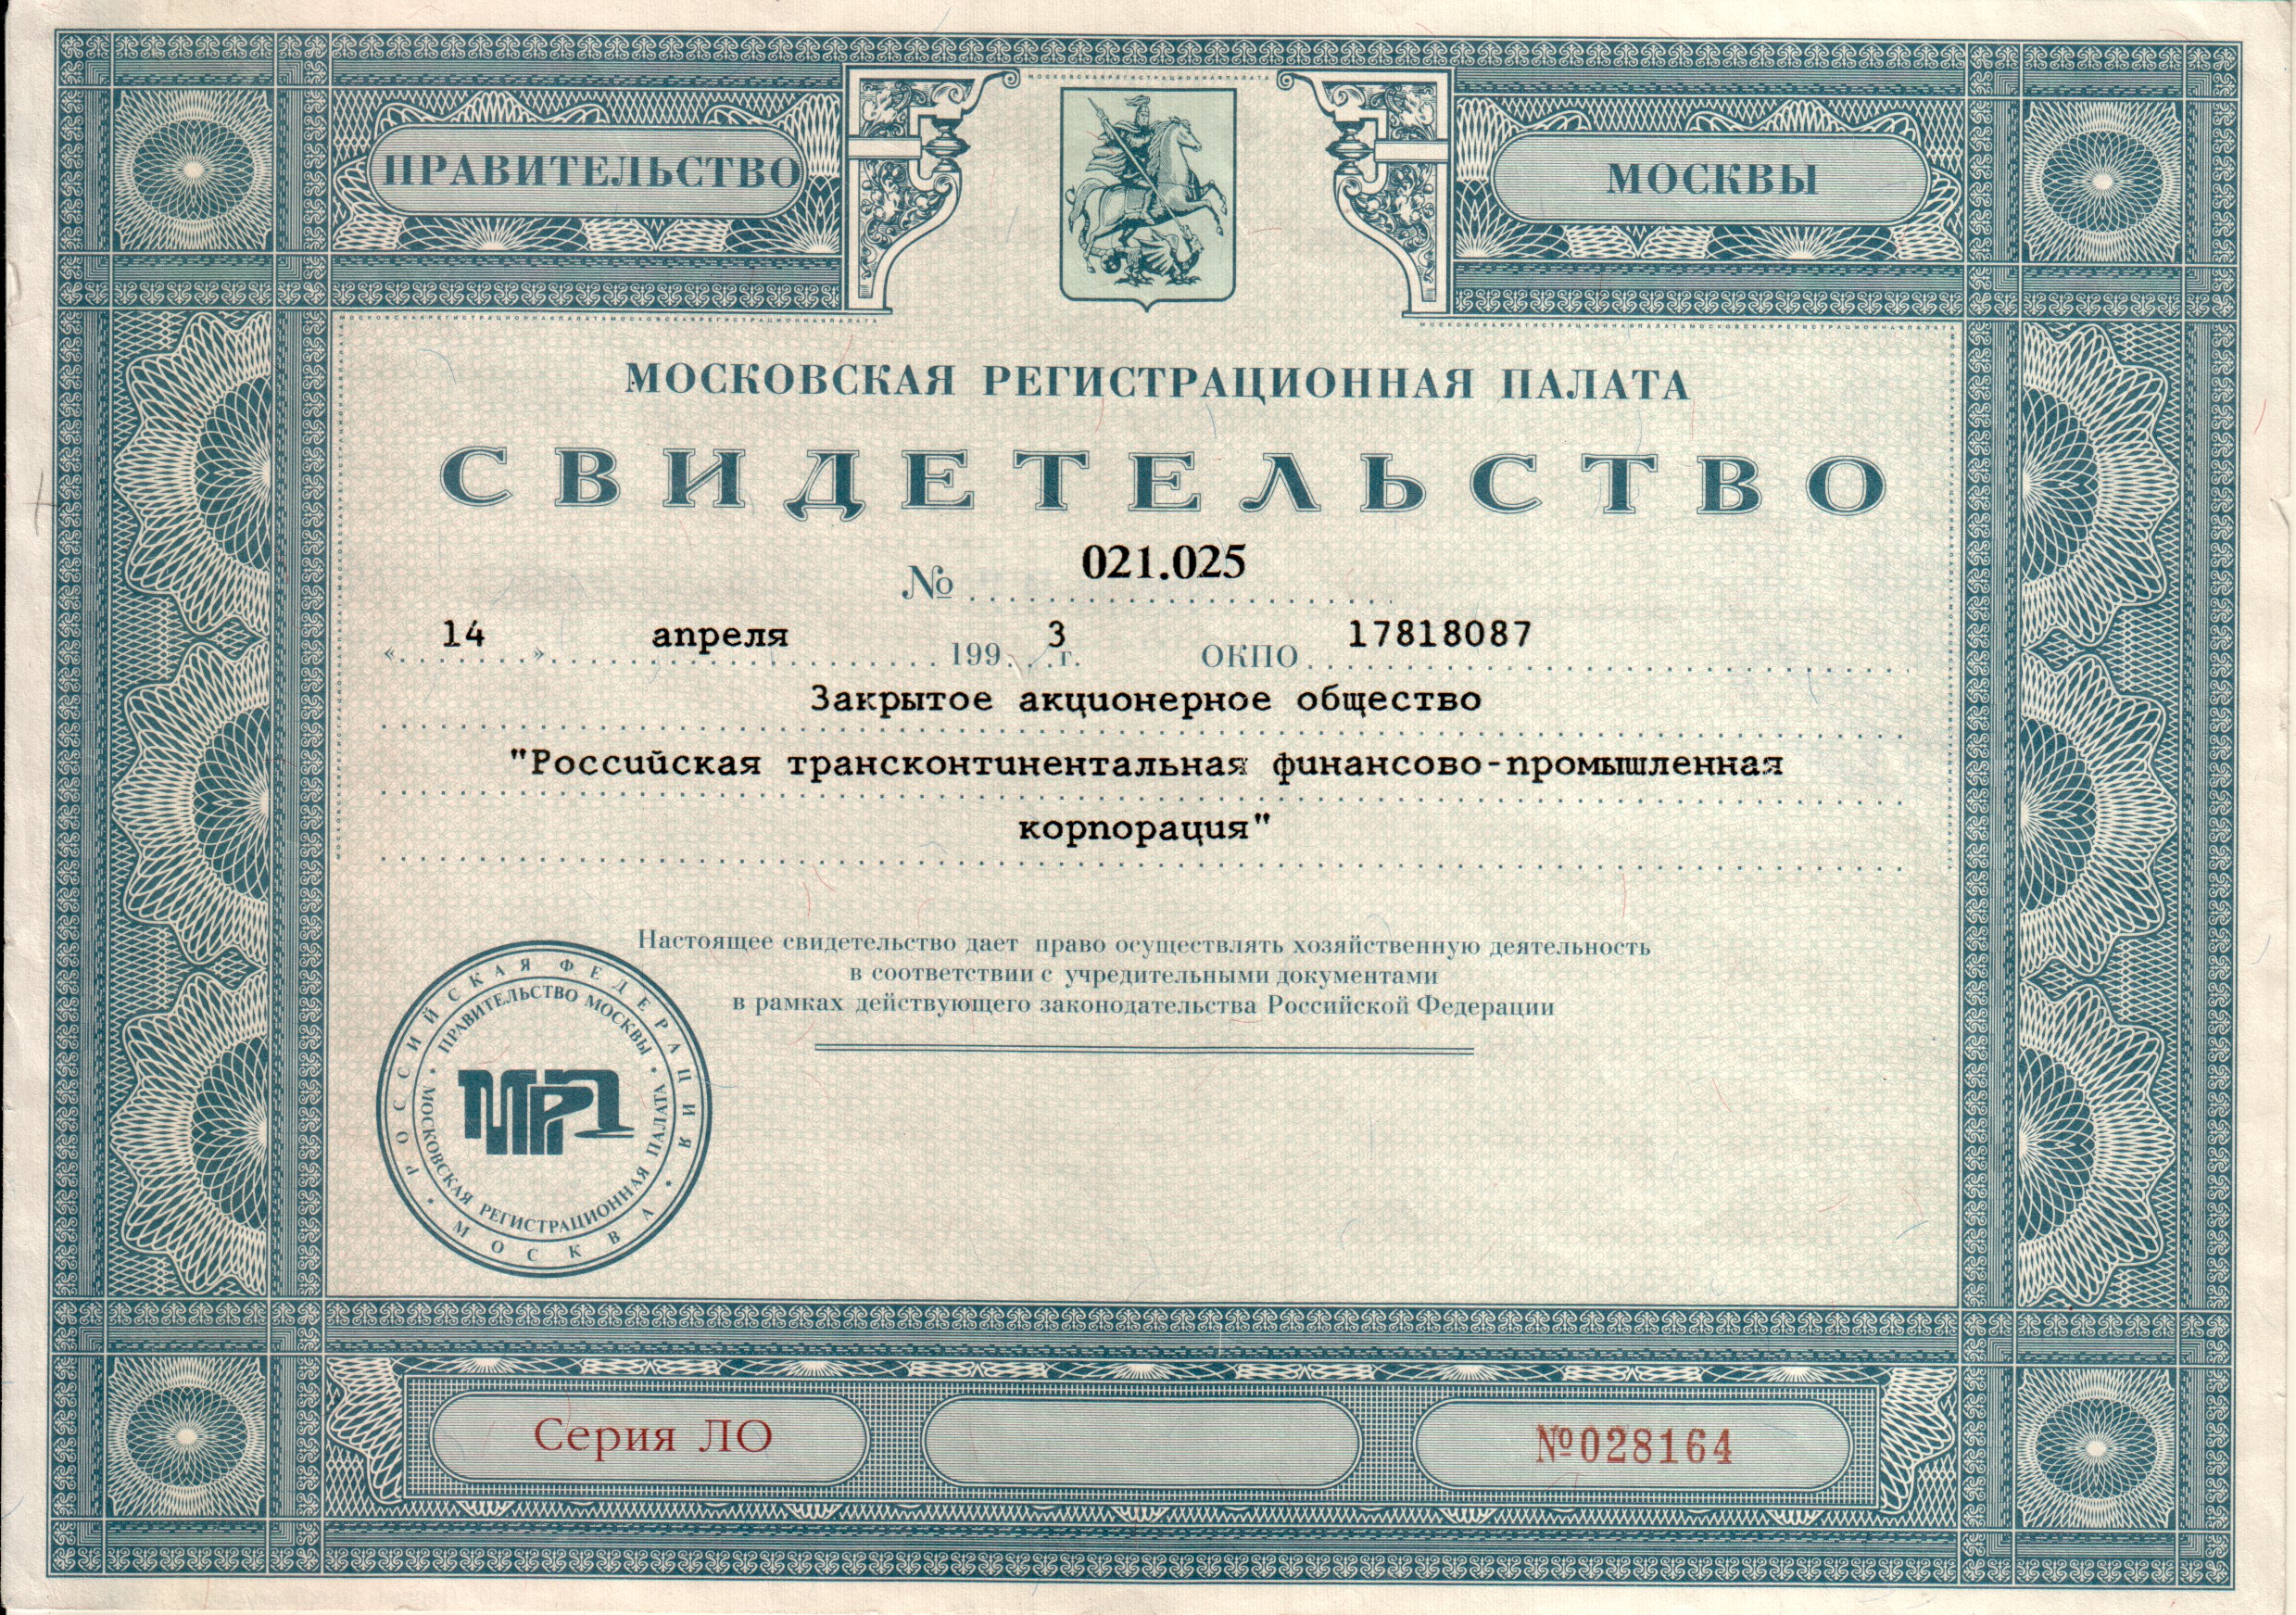 ПРАВИТЕЛЬСТВО
МОСКВЫ
МОСКОВСКАЯ РЕГИСТРАЦИОННАЯ ПАЛАТА
СВИДЕТЕЛЬСТВО
№ 021.025
«14» апреля 1993 г. ОКПО 17818087
Закрытое акционерное общество
"Российская трансконтинентальная финансово-промышленная
корпорация"
Настоящее свидетельство дает право осуществлять хозяйственную деятельность
в соответствии с учредительными документами
в рамках действующего законодательства Российской Федерации
РОССИЙСКАЯ ФЕДЕРАЦИЯ • МОСКВА •
ПРАВИТЕЛЬСТВО МОСКВЫ • МОСКОВСКАЯ РЕГИСТРАЦИОННАЯ ПАЛАТА •
МРП
Серия ЛО
№028164